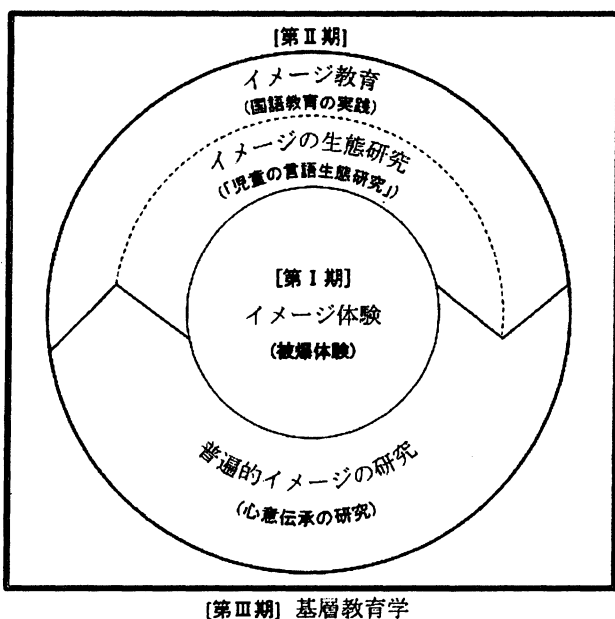 [第Ⅱ期]
イメージ教育
(国語教育の実践)
イメージの生態研究
(「児童の言語生態研究」)
[第Ⅰ期]
イメージ体験
(被爆体験)
普遍的イメージの研究
(心意伝承の研究)
[第Ⅲ期] 基層教育学